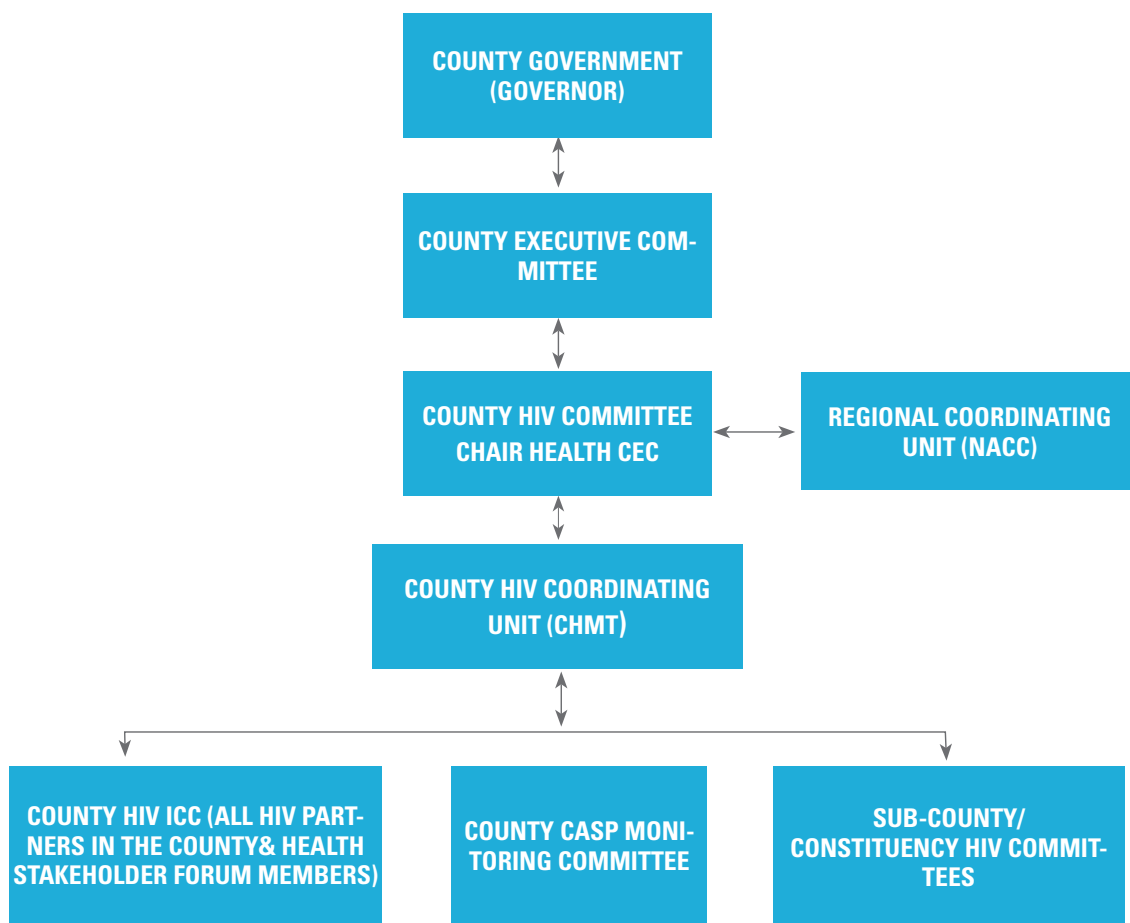 COUNTY GOVERNMENT
(GOVERNOR)
COUNTY EXECUTIVE COM-
MITTEE
COUNTY HIV COMMITTEE
CHAIR HEALTH CEC
REGIONAL COORDINATING
UNIT (NACC)
COUNTY HIV COORDINATING
UNIT (CHMT)
COUNTY HIV ICC (ALL HIV PART-
NERS IN THE COUNTY& HEALTH
STAKEHOLDER FORUM MEMBERS)
COUNTY CASP MONI-
TORING COMMITTEE
SUB-COUNTY/
CONSTITUENCY HIV COMMIT-
TEES